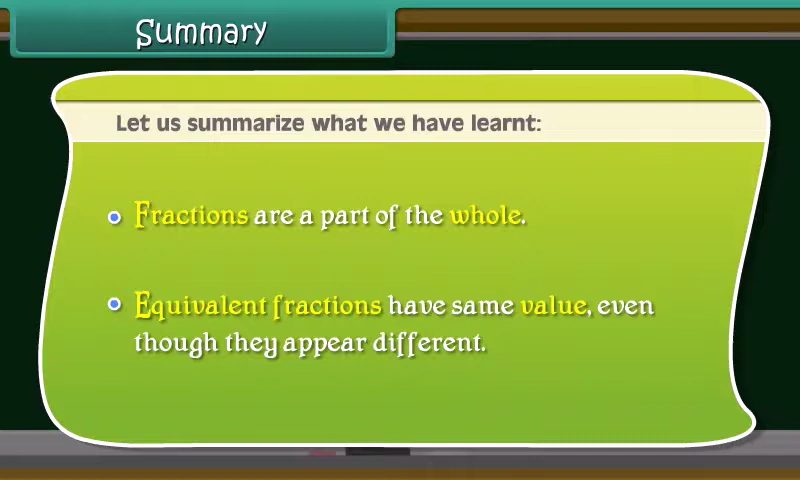 Summary
Let us summarize what we have learnt:
Fractions are a part of the whole.
Equivalent fractions have same value, even
though they appear different.